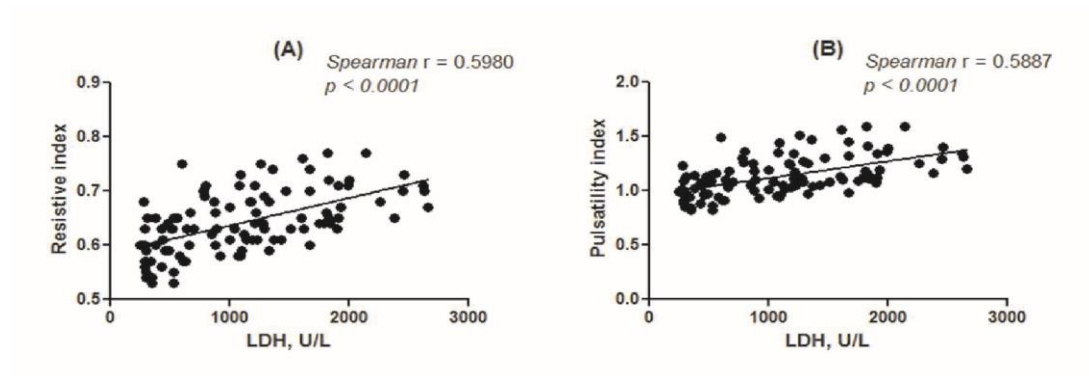 (A)
Spearman r = 0.5980
p < 0.0001
0.9
0.8
0.7
0.6
0.5
0
1000
2000
3000
Resistive index
LDH, U/L
(B)
Spearman r = 0.5887
p < 0.0001
2.0
1.5
1.0
0.5
0.0
0
1000
2000
3000
Pulsatility index
LDH, U/L